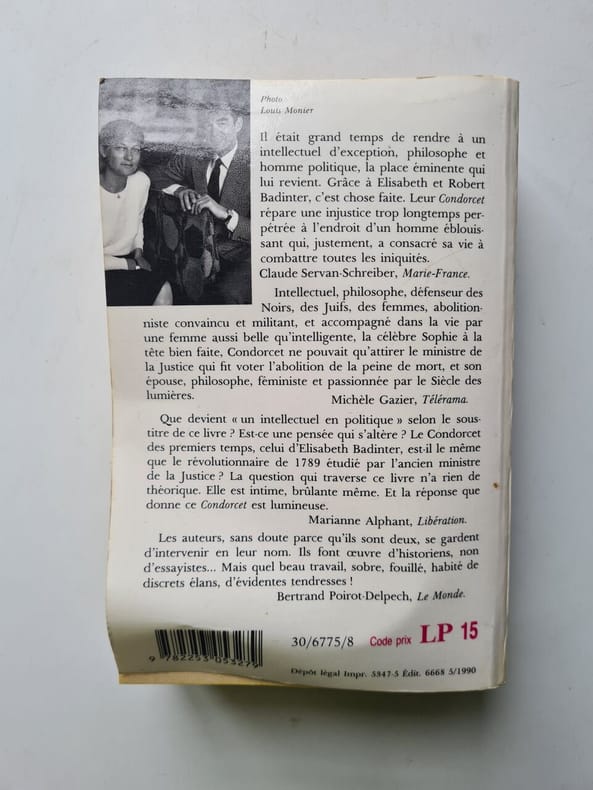 Photo
Louis Monier
Il était grand temps de rendre à un
intellectuel d'exception, philosophe et
homme politique, la place éminente qui
lui revient. Grâce à Elisabeth et Robert
Badinter, c'est chose faite. Leur Condorcet
répare une injustice trop longtemps per-
pétrée à l'endroit d'un homme éblouis-
sant qui, justement, a consacré sa vie à
combattre toutes les iniquités.
Claude Servan-Schreiber, Marie-France.
Intellectuel, philosophe, défenseur des
Noirs, des Juifs, des femmes, abolition-
niste convaincu et militant, et accompagné dans la vie par
une femme aussi belle qu'intelligente, la célèbre Sophie à la
tête bien faite, Condorcet ne pouvait qu'attirer le ministre de
la Justice qui fit voter l'abolition de la peine de mort, et son
épouse, philosophe, féministe et passionnée par le Siècle des
lumières.
Michèle Gazier, Télérama.
Que devient « un intellectuel en politique » selon le sous-
titre de ce livre ? Est-ce une pensée qui s'altère ? Le Condorcet
des premiers temps, celui d'Elisabeth Badinter, est-il le même
que le révolutionnaire de 1789 étudié par l'ancien ministre
de la Justice ? La question qui traverse ce livre n'a rien de
théorique. Elle est intime, brûlante même. Et la réponse que
donne ce Condorcet est lumineuse.
Marianne Alphant, Libération.
Les auteurs, sans doute parce qu'ils sont deux, se gardent
d'intervenir en leur nom. Ils font œuvre d'historiens, non
d'essayistes... Mais quel beau travail, sobre, fouillé, habité de
discrets élans, d'évidentes tendresses !
Bertrand Poirot-Delpech, Le Monde.
30/6775/8 Code prix LP 15
9 782253 053279
Dépôt légal Impr. 5847-5 Édit. 6668 5/1990